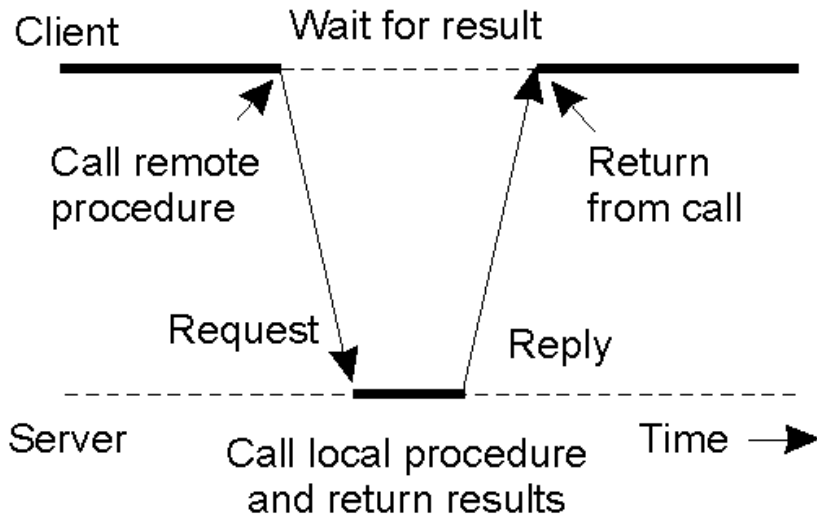 Client
Wait for result
Call remote
procedure
Return
from call
Request
Reply
Server
Call local procedure
and return results
Time